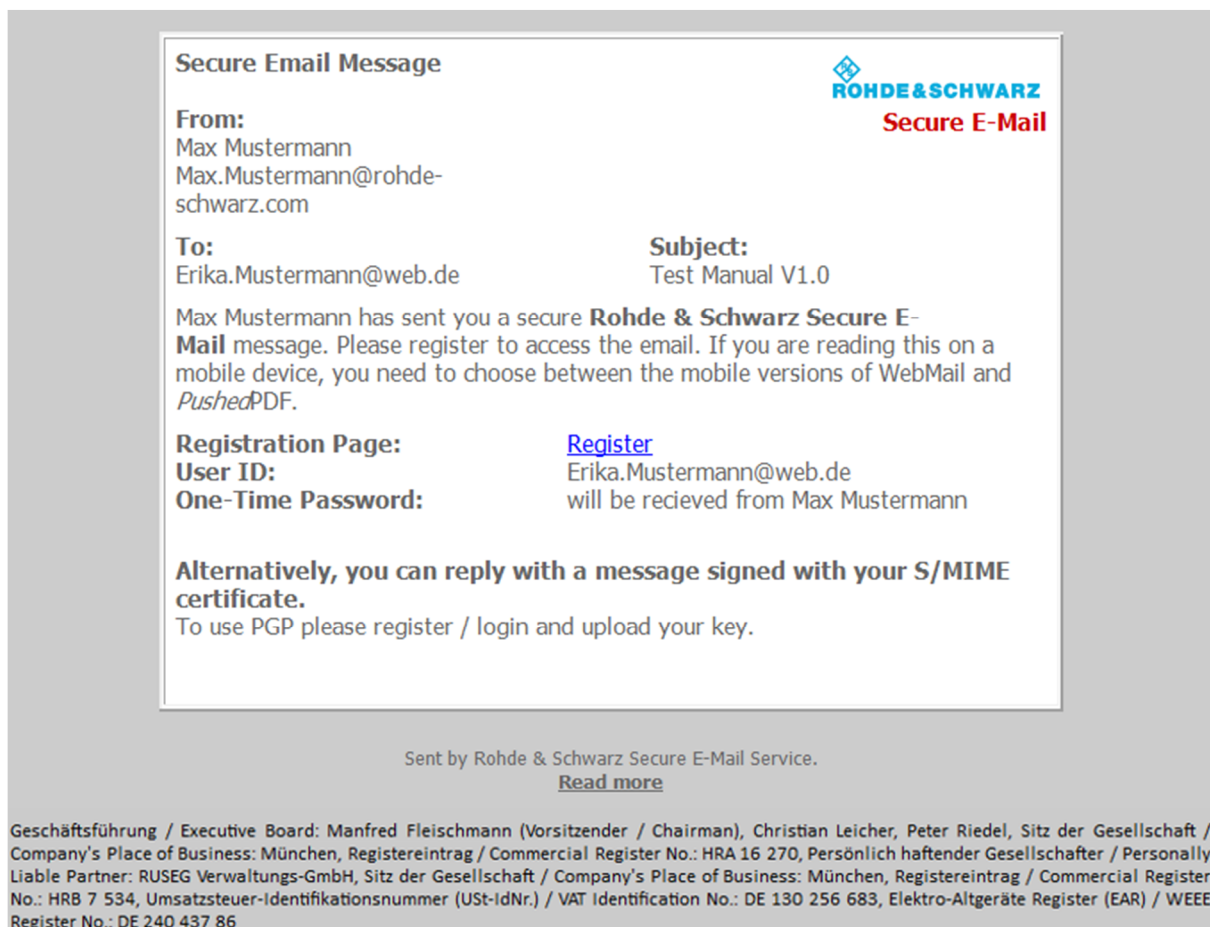 Secure Email Message
ROHDE&SCHWARZ
Secure E-Mail
From:
Max Mustermann
Max.Mustermann@rohde-
schwarz.com
To:
Erika.Mustermann@web.de
Subject:
Test Manual V1.0
Max Mustermann has sent you a secure Rohde & Schwarz Secure E-
Mail message. Please register to access the email. If you are reading this on a
mobile device, you need to choose between the mobile versions of WebMail and
PushedPDF.
Registration Page: Register
User ID: Erika.Mustermann@web.de
One-Time Password: will be recieved from Max Mustermann
Alternatively, you can reply with a message signed with your S/MIME
certificate.
To use PGP please register / login and upload your key.
Sent by Rohde & Schwarz Secure E-Mail Service.
Read more
Geschäftsführung / Executive Board: Manfred Fleischmann (Vorsitzender / Chairman), Christian Leicher, Peter Riedel, Sitz der Gesellschaft /
Company's Place of Business: München, Registereintrag / Commercial Register No.: HRA 16 270, Persönlich haftender Gesellschafter / Personally
Liable Partner: RUSEG Verwaltungs-GmbH, Sitz der Gesellschaft / Company's Place of Business: München, Registereintrag / Commercial Register
No.: HRB 7 534, Umsatzsteuer-Identifikationsnummer (USt-IdNr.) / VAT Identification No.: DE 130 256 683, Elektro-Altgeräte Register (EAR) / WEEE
Register No.: DE 240 437 86